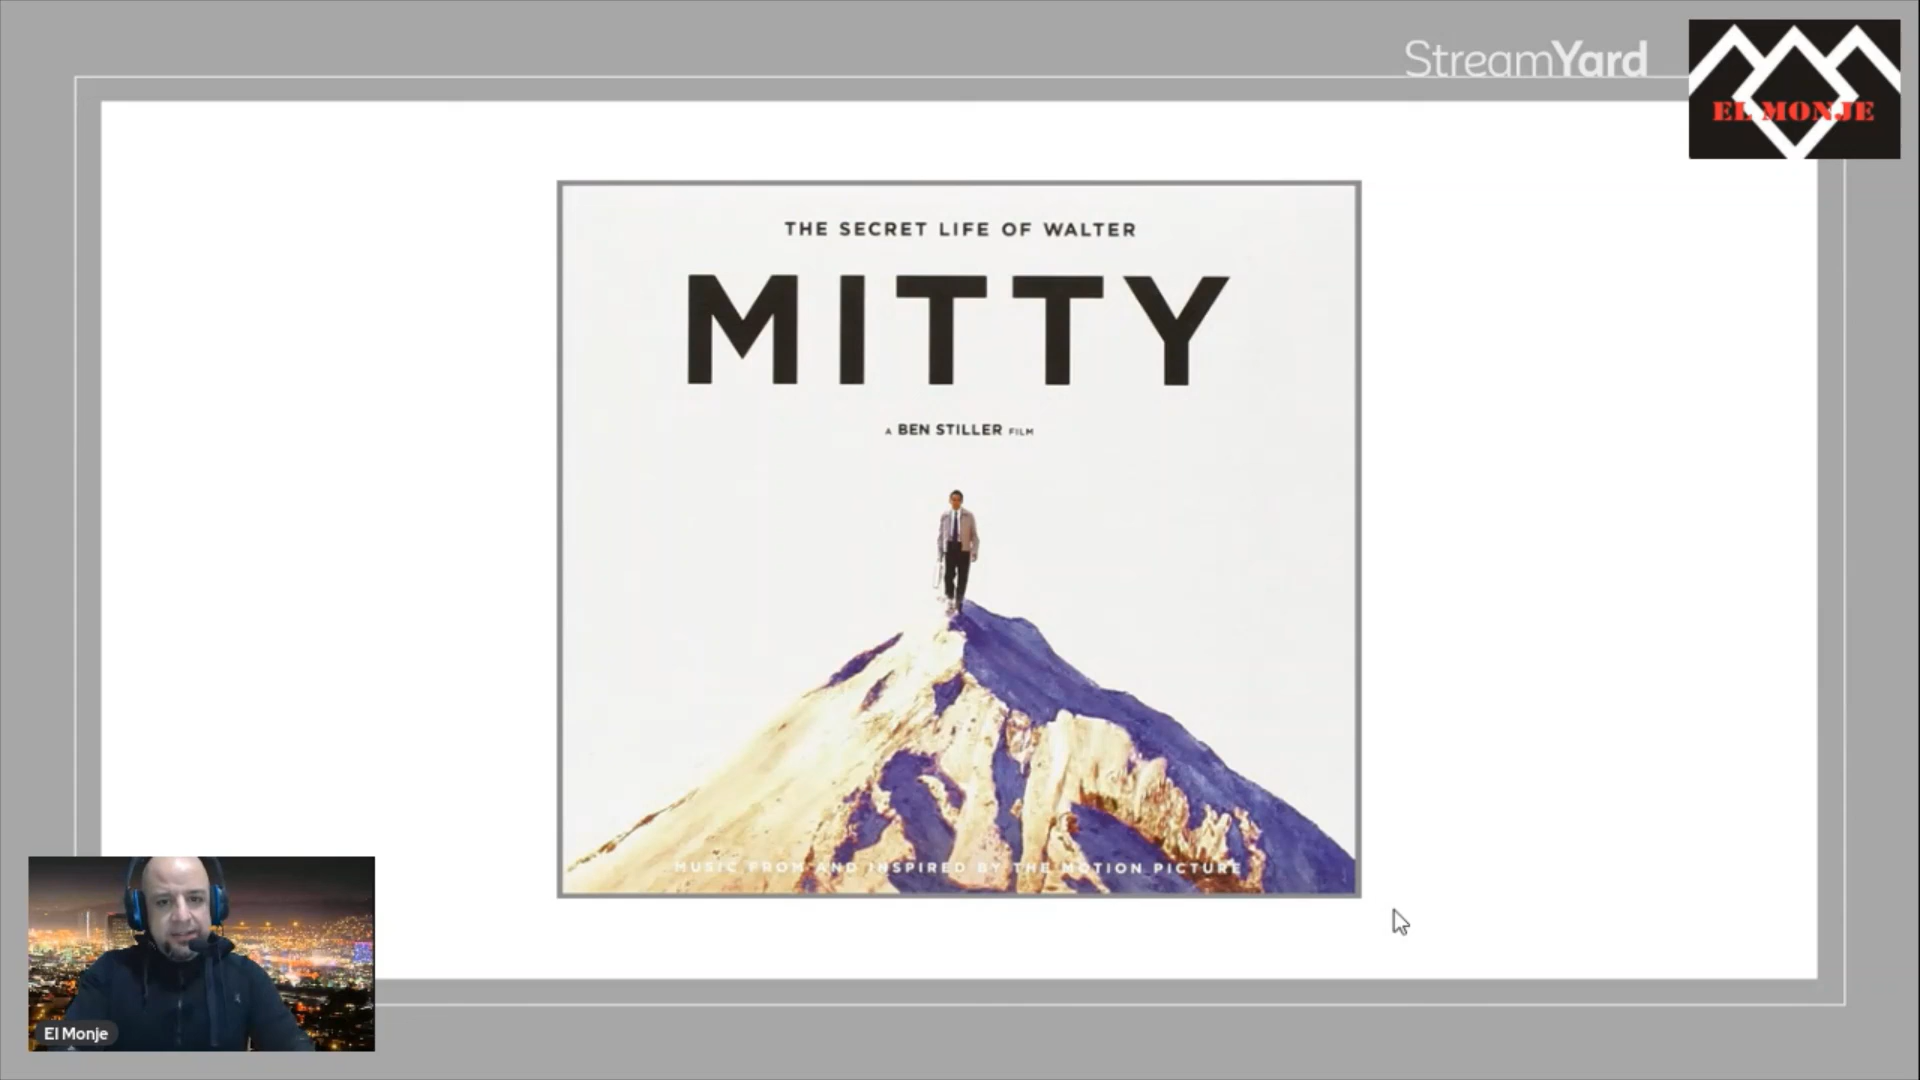 StreamYard
EL MONJE
THE SECRET LIFE OF WALTER
MITTY
A BEN STILLER FILM
MUSIC FROM AND INSPIRED BY THE MOTION PICTURE
El Monje